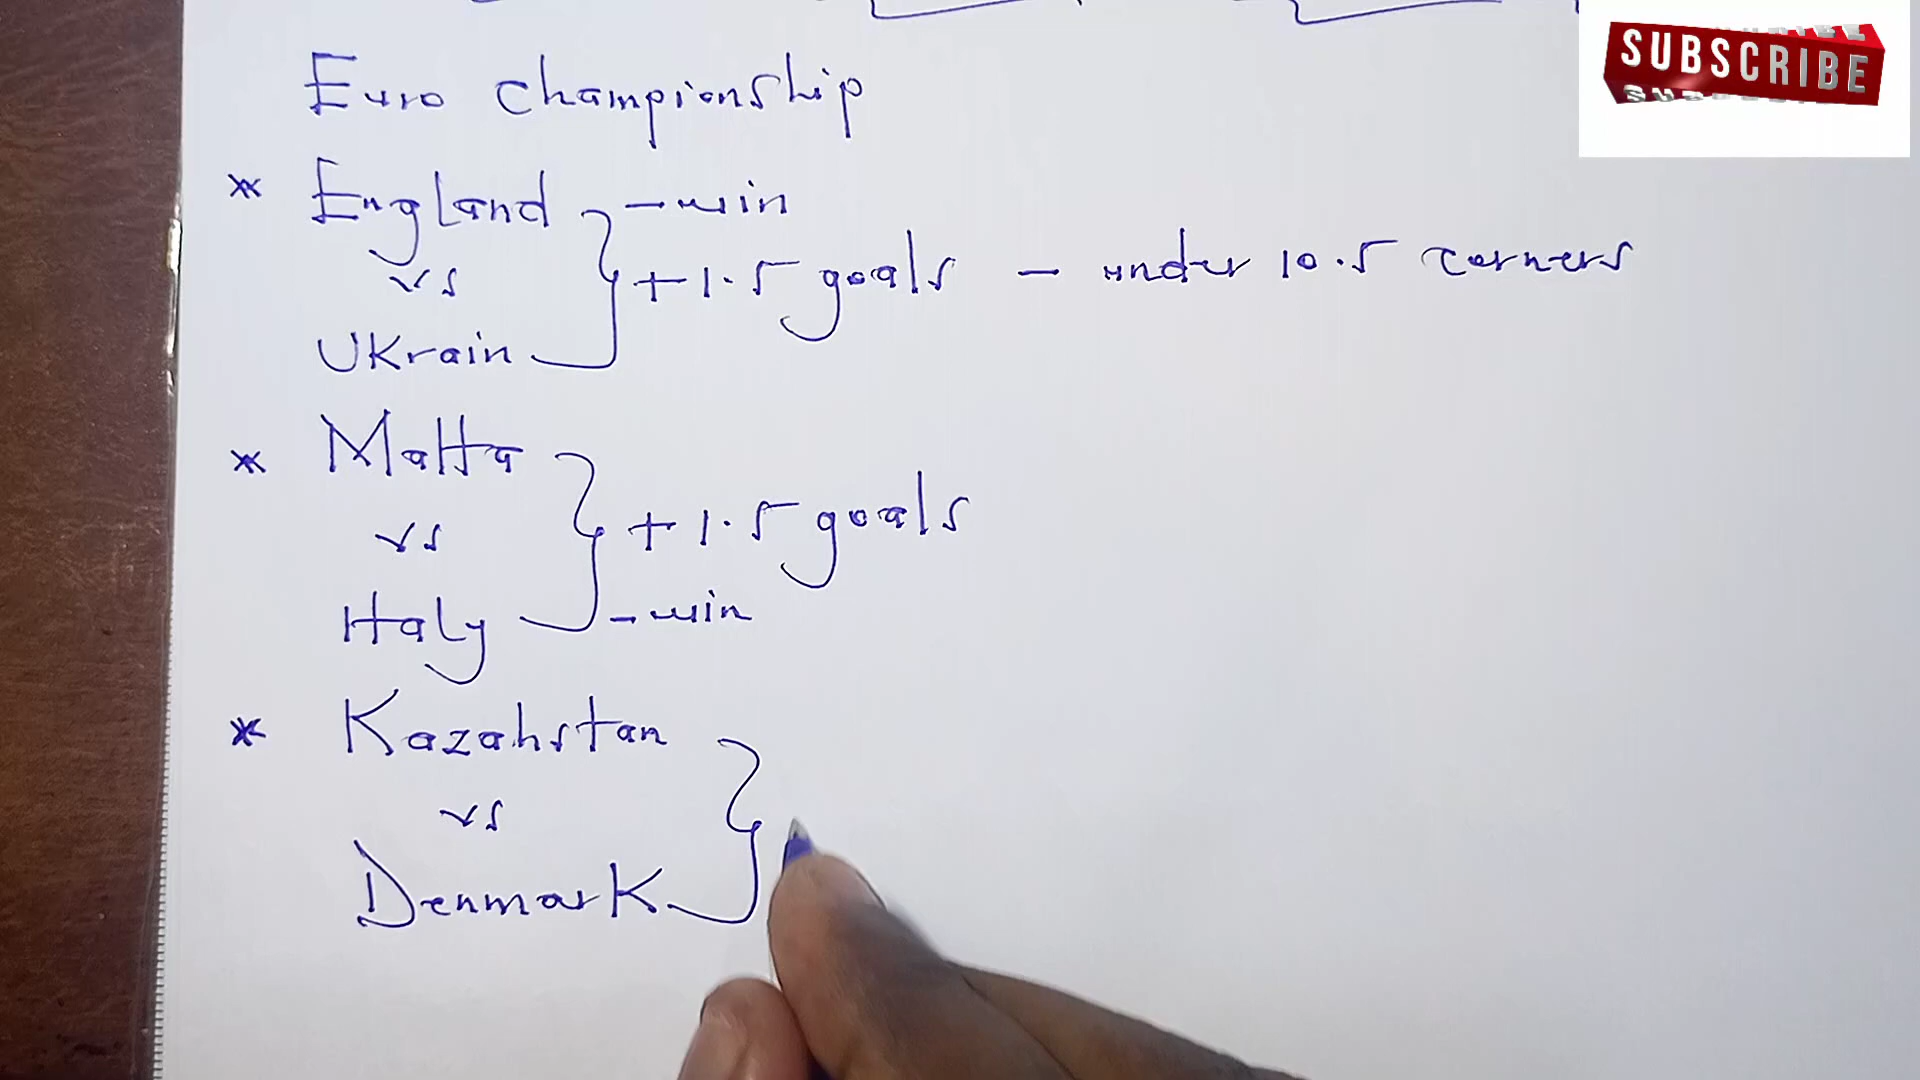 SUBSCRIBE
Euro championship
* England - win
vs +1.5 goals - under 10.5 corners
UKrain
* Malta
vs +1.5 goals
Italy - win
* Kazahstan
vs
Denmark